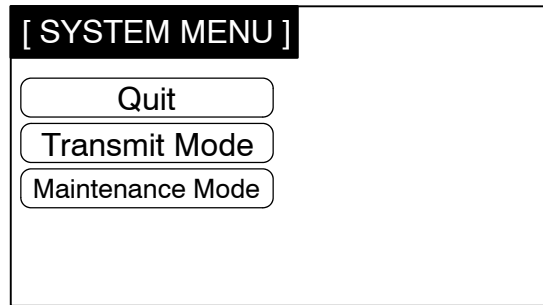 [ SYSTEM MENU ]
Quit
Transmit Mode
Maintenance Mode